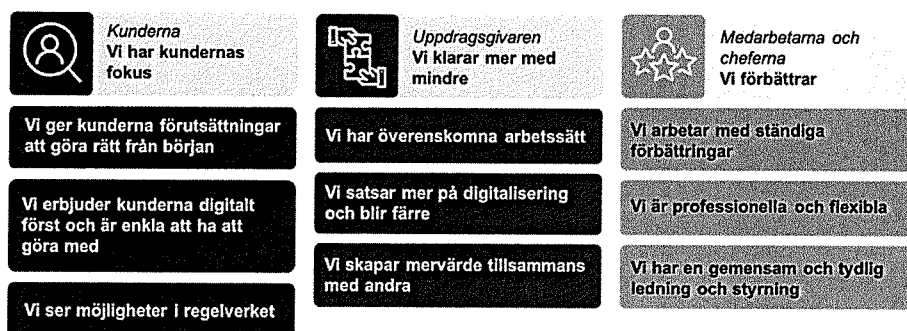 Kunderna
Vi har kundernas
fokus
Vi ger kunderna förutsättningar
att göra rätt från början
Vi erbjuder kunderna digitalt
först och är enkla att ha att
göra med
Vi ser möjligheter i regelverket
Uppdragsgivaren
Vi klarar mer med
mindre
Vi har överenskomna arbetssätt
Vi satsar mer på digitalisering
och blir färre
Vi skapar mervärde tillsammans
med andra
Medarbetarna och
cheferna
Vi förbättrar
Vi arbetar med ständiga
förbättringar
Vi är professionella och flexibla
Vi har en gemensam och tydlig
ledning och styrning